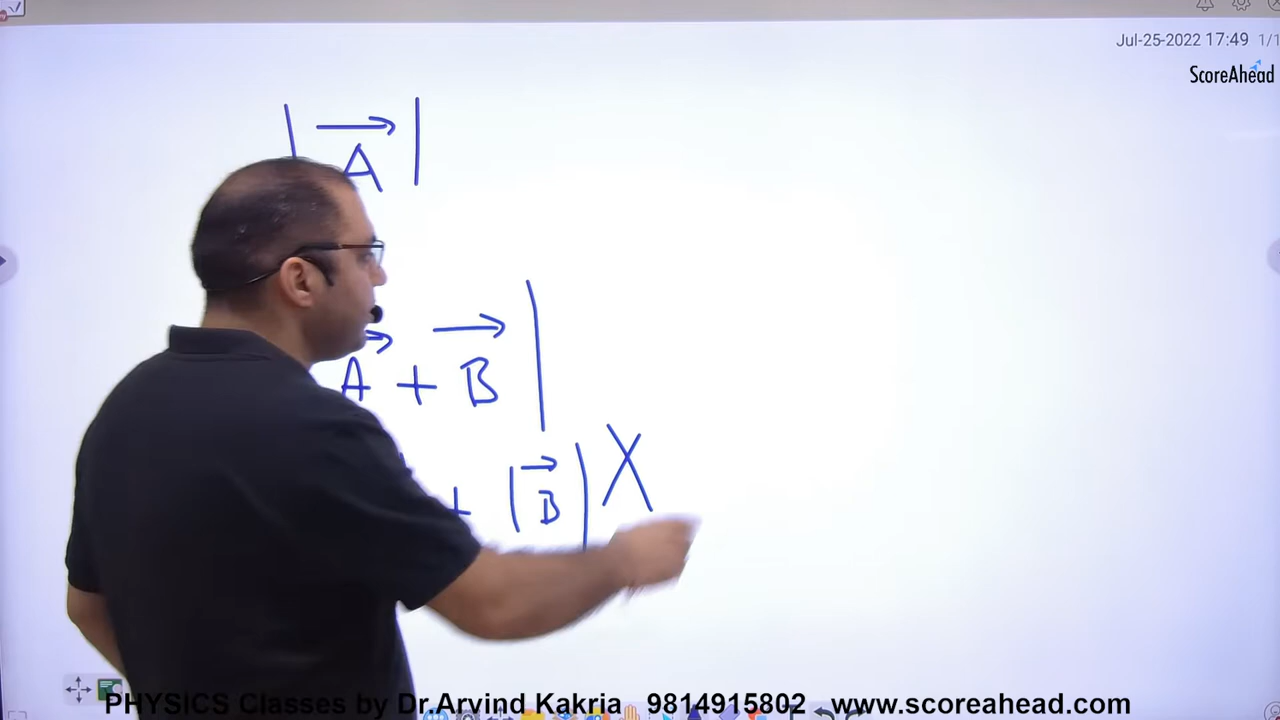 Jul-25-2022 17:49 1/1
ScoreAhead
| A⃗ |
A⃗ + B⃗ |
+ |B⃗| X
PHYSICS Classes by Dr.Arvind Kakria 9814915802 www.scoreahead.com